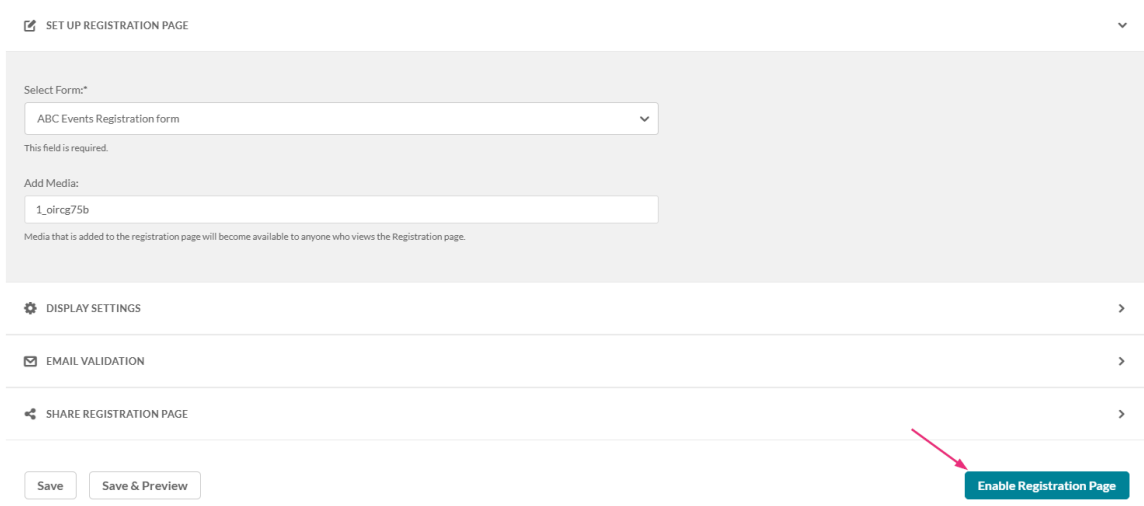 SET UP REGISTRATION PAGE
Select Form:*
ABC Events Registration form
This field is required.
Add Media:
1_oircg75b
Media that is added to the registration page will become available to anyone who views the Registration page.
DISPLAY SETTINGS
EMAIL VALIDATION
SHARE REGISTRATION PAGE
Save Save & Preview Enable Registration Page